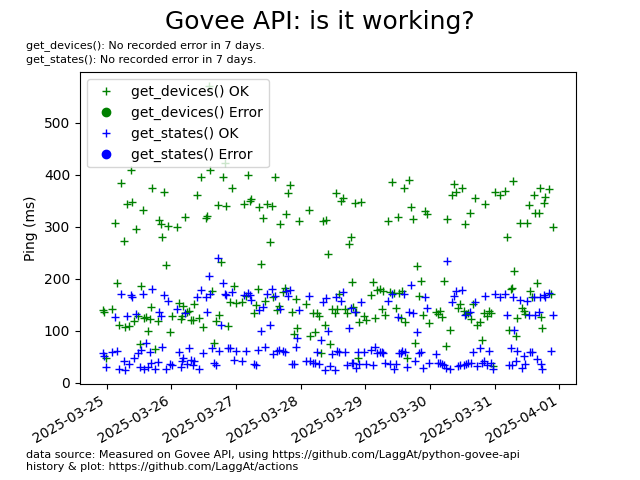 Govee API: is it working?
get_devices(): No recorded error in 7 days.
get_states(): No recorded error in 7 days.
get_devices() OK
get_devices() Error
get_states() OK
get_states() Error
Ping (ms)
500
400
300
200
100
0
2025-03-25
2025-03-26
2025-03-27
2025-03-28
2025-03-29
2025-03-30
2025-03-31
2025-04-01
data source: Measured on Govee API, using https://github.com/LaggAt/python-govee-api
history & plot: https://github.com/LaggAt/actions